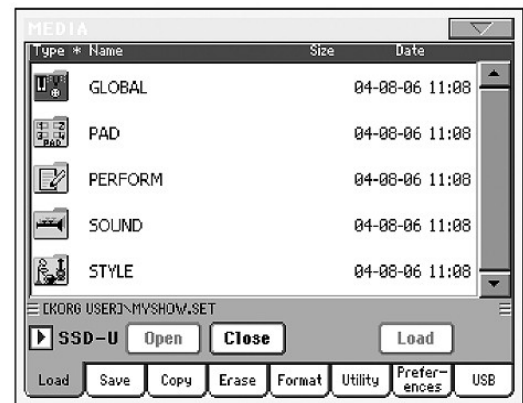 MEDIA
Type * Name Size Date
GLOBAL 04-08-06 11:08
PAD 04-08-06 11:08
PERFORM 04-08-06 11:08
SOUND 04-08-06 11:08
STYLE 04-08-06 11:08
[KORG USER]\MYSHOW.SET
SSD-U Open Close Load
Load Save Copy Erase Format Utility Prefer-ences USB